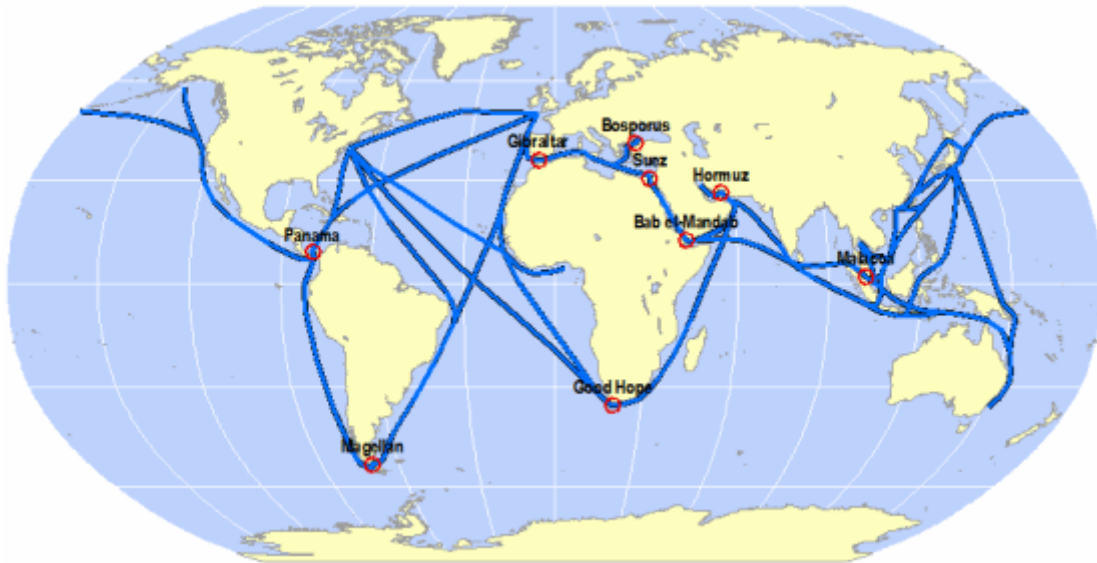 Bosporus
Gibraltar
Suez
Hormuz
Bab el-Mandab
Panama
Malacca
Good Hope
Magellan